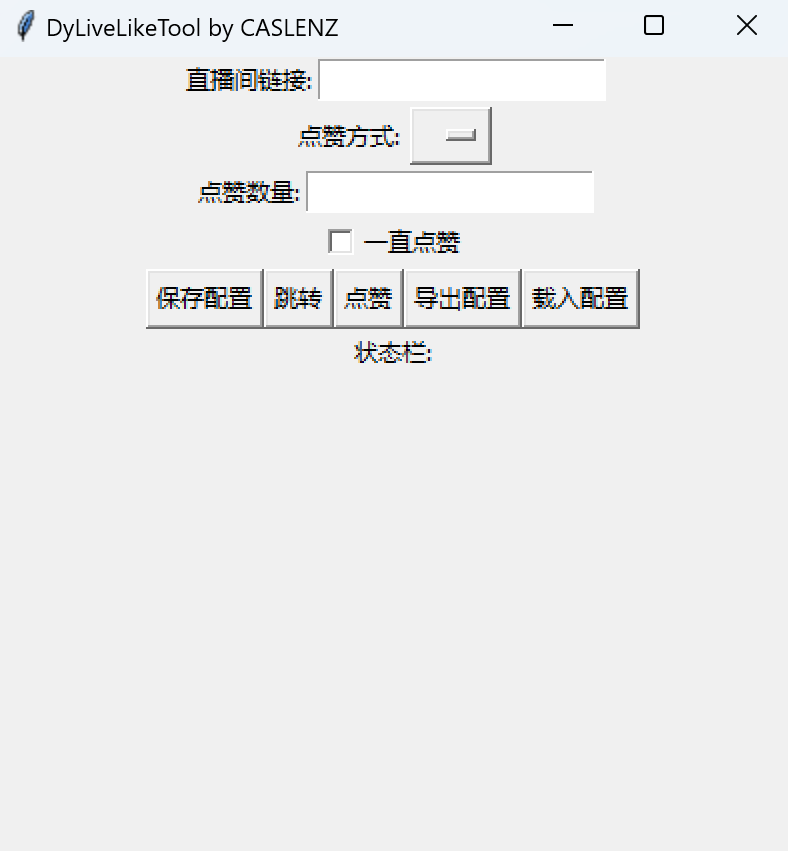 DyLiveLikeTool by CASLENZ
直播间链接:
点赞方式:
点赞数量:
一直点赞
保存配置 跳转 点赞 导出配置 载入配置
状态栏: